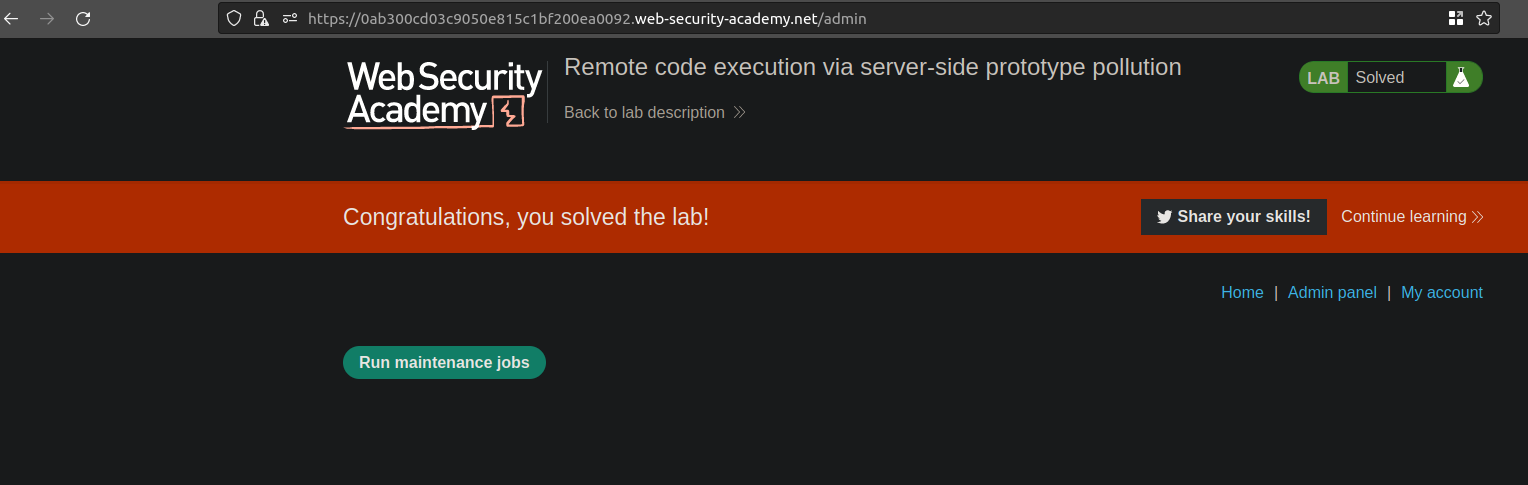 https://0ab300cd03c9050e815c1bf200ea0092.web-security-academy.net/admin
Web Security
Academy
Remote code execution via server-side prototype pollution
Back to lab description
LAB Solved
Congratulations, you solved the lab!
Share your skills! Continue learning
Home | Admin panel | My account
Run maintenance jobs